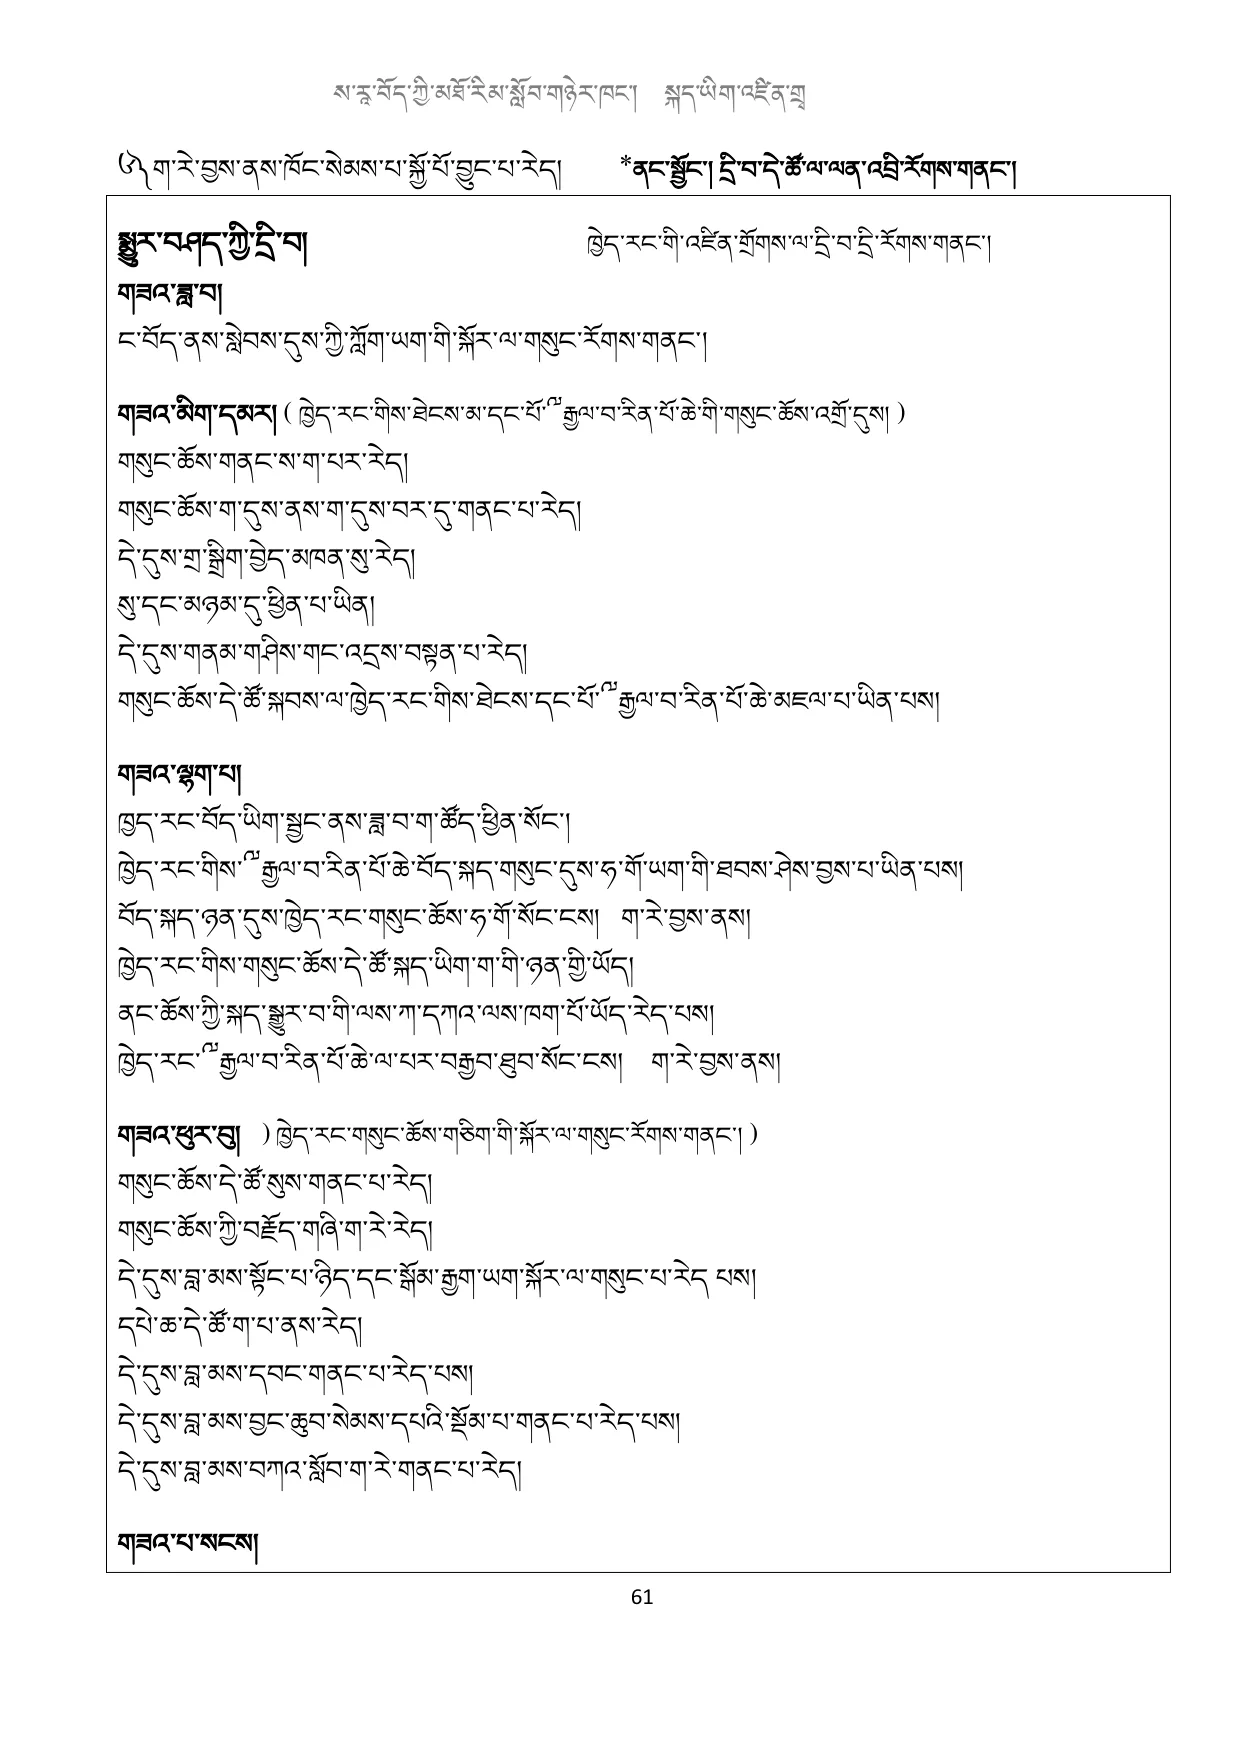 ས་རཱ་བོད་ཀྱི་མཐོ་རིམ་སློབ་གཉེར་ཁང་།   སྐད་ཡིག་འཛིན་གྲྭ
༦༽ ག་རེ་བྱས་ནས་ཁོང་སེམས་པ་སྐྱོ་པོ་བྱུང་པ་རེད།   *ནང་སྦྱོང་། དྲི་བ་དེ་ཚོ་ལ་ལན་འབྲི་རོགས་གནང་།
སྨྱུར་བཤད་ཀྱི་དྲི་བ།   ཁྱེད་རང་གི་འཛིན་གྲོགས་ལ་དྲི་བ་དྲི་རོགས་གནང་།
གཟའ་ཟླ་བ།
ང་བོད་ནས་སླེབས་དུས་ཀྱི་ཀློག་ཡག་གི་སྐོར་ལ་གསུང་རོགས་གནང་།
གཟའ་མིག་དམར། ( ཁྱེད་རང་གིས་ཐེངས་མ་དང་པོ་༸རྒྱལ་བ་རིན་པོ་ཆེ་གི་གསུང་ཆོས་འགྲོ་དུས། )
གསུང་ཆོས་གནང་ས་ག་པར་རེད།
གསུང་ཆོས་ག་དུས་ནས་ག་དུས་བར་དུ་གནང་པ་རེད།
དེ་དུས་གྲ་སྒྲིག་བྱེད་མཁན་སུ་རེད།
སུ་དང་མཉམ་དུ་ཕྱིན་པ་ཡིན།
དེ་དུས་གནམ་གཤིས་གང་འདྲས་བསྟན་པ་རེད།
གསུང་ཆོས་དེ་ཚོ་སྐབས་ལ་ཁྱེད་རང་གིས་ཐེངས་དང་པོ་༸རྒྱལ་བ་རིན་པོ་ཆེ་མཇལ་པ་ཡིན་པས།
གཟའ་ལྷག་པ།
ཁྱད་རང་བོད་ཡིག་སྦྱང་ནས་ཟླ་བ་ག་ཚོད་ཕྱིན་སོང་།
ཁྱེད་རང་གིས་༸རྒྱལ་བ་རིན་པོ་ཆེ་བོད་སྐད་གསུང་དུས་ཧ་གོ་ཡག་གི་ཐབས་ཤེས་བྱས་པ་ཡིན་པས།
བོད་སྐད་ཉན་དུས་ཁྱེད་རང་གསུང་ཆོས་ཧ་གོ་སོང་ངས།   ག་རེ་བྱས་ནས།
ཁྱེད་རང་གིས་གསུང་ཆོས་དེ་ཚོ་སྐད་ཡིག་ག་གི་ཉན་གྱི་ཡོད།
ནང་ཆོས་ཀྱི་སྐད་སྒྱུར་བ་གི་ལས་ཀ་དཀའ་ལས་ཁག་པོ་ཡོད་རེད་པས།
ཁྱེད་རང་༸རྒྱལ་བ་རིན་པོ་ཆེ་ལ་པར་བརྒྱབ་ཐུབ་སོང་ངས།   ག་རེ་བྱས་ནས།
གཟའ་ཕུར་བུ།   ) ཁྱེད་རང་གསུང་ཆོས་གཅིག་གི་སྐོར་ལ་གསུང་རོགས་གནང་། )
གསུང་ཆོས་དེ་ཚོ་སུས་གནང་པ་རེད།
གསུང་ཆོས་ཀྱི་བརྗོད་གཞི་ག་རེ་རེད།
དེ་དུས་བླ་མས་སྟོང་པ་ཉིད་དང་སྒོམ་རྒྱག་ཡག་སྐོར་ལ་གསུང་པ་རེད པས།
དཔེ་ཆ་དེ་ཚོ་ག་པ་ནས་རེད།
དེ་དུས་བླ་མས་དབང་གནང་པ་རེད་པས།
དེ་དུས་བླ་མས་བྱང་ཆུབ་སེམས་དཔའི་སྡོམ་པ་གནང་པ་རེད་པས།
དེ་དུས་བླ་མས་བཀའ་སློབ་ག་རེ་གནང་པ་རེད།
གཟའ་པ་སངས།
61